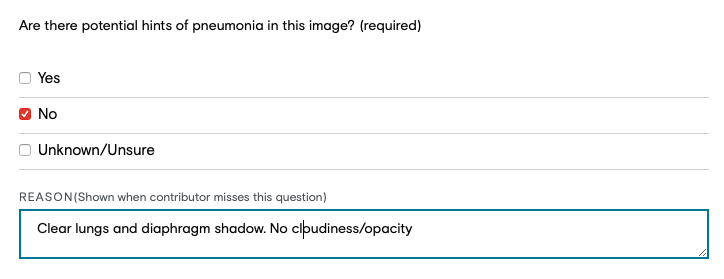 Are there potential hints of pneumonia in this image? (required)
Yes
No
Unknown/Unsure
REASON(Shown when contributor misses this question)
Clear lungs and diaphragm shadow. No cloudiness/opacity